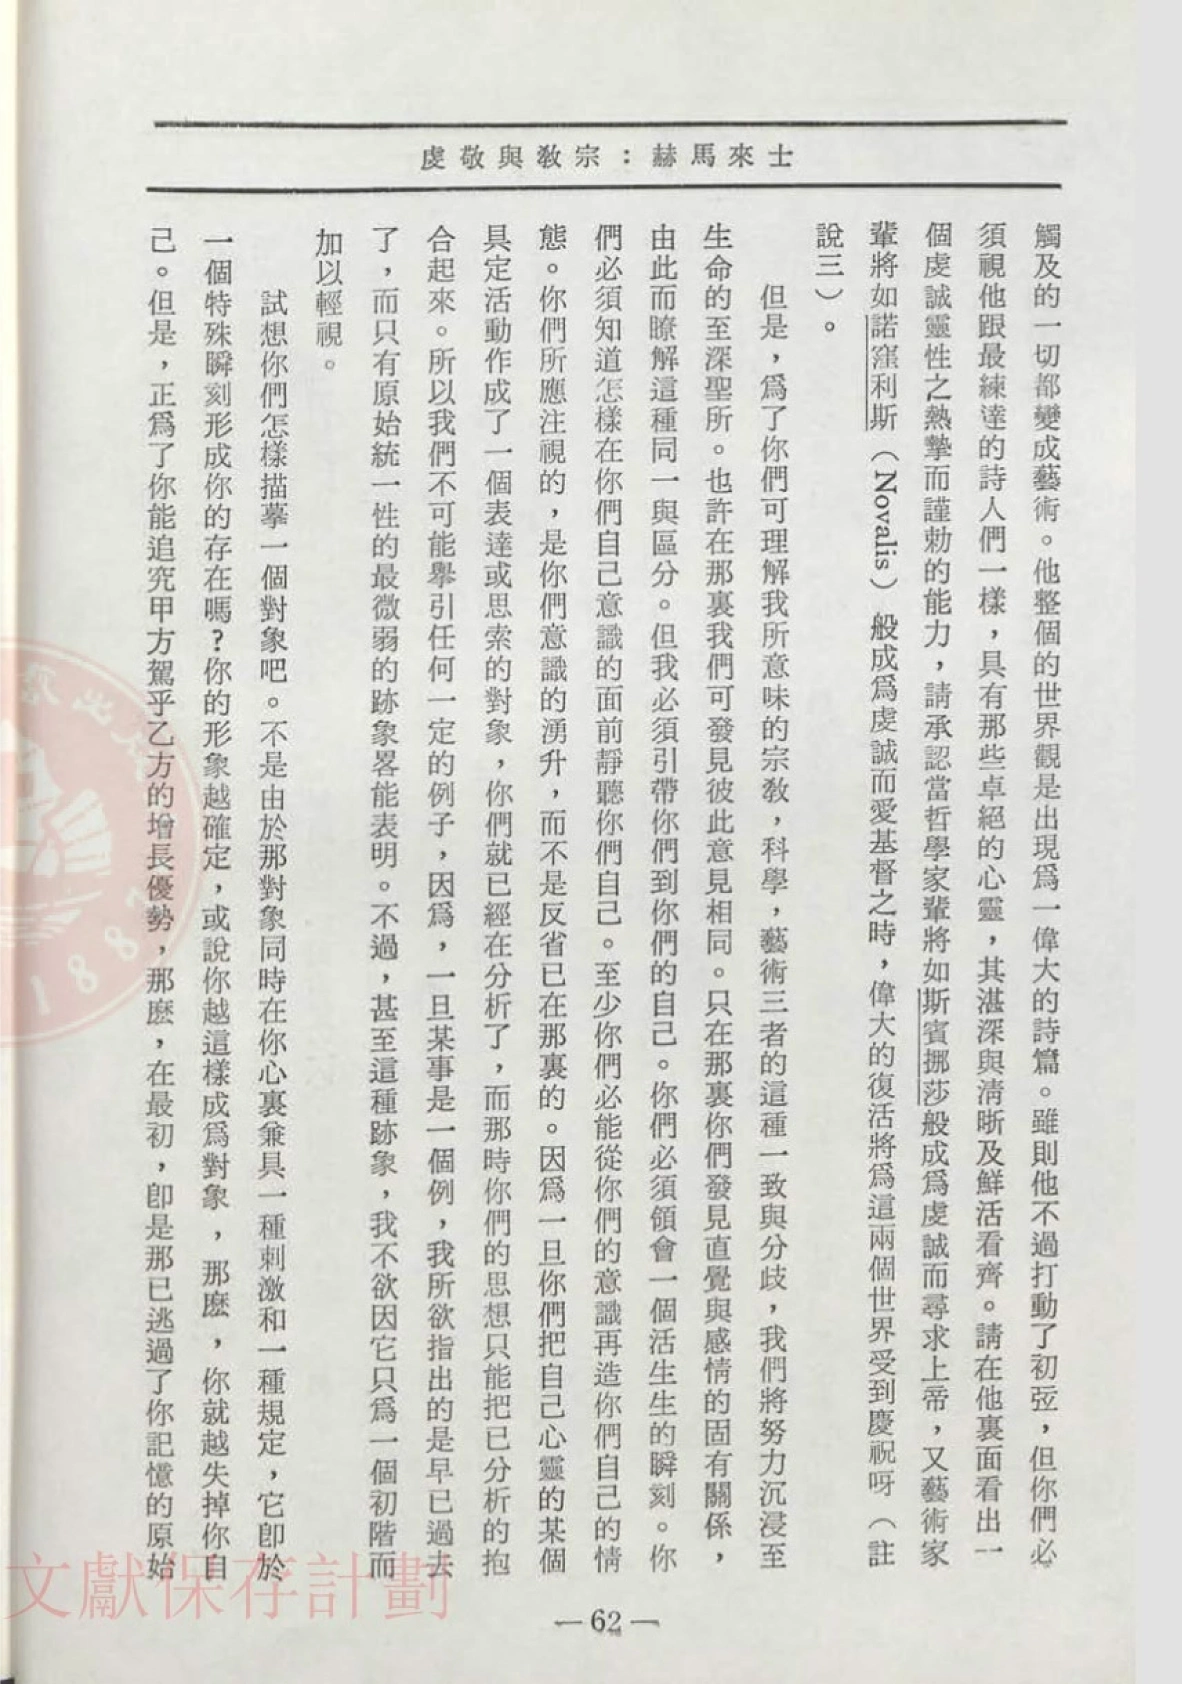 士來馬赫：宗敎與敬虔
觸及的一切都變成藝術。他整個的世界觀是出現爲一偉大的詩篇。雖則他不過打動了初弦，但你們必
須視他跟最練達的詩人們一樣，具有那些卓絕的心靈，其湛深與淸晰及鮮活看齊。請在他裏面看出一
個虔誠靈性之熱摯而謹勅的能力，請承認當哲學家輩將如斯賓挪莎般成爲虔誠而尋求上帝，又藝術家
輩將如諾窪利斯（Novalis）般成爲虔誠而愛基督之時，偉大的復活將爲這兩個世界受到慶祝呀（註
說三）。
但是，爲了你們可理解我所意味的宗敎，科學，藝術三者的這種一致與分歧，我們將努力沉浸至
生命的至深聖所。也許在那裏我們可發見彼此意見相同。只在那裏你們發見直覺與感情的固有關係，
由此而瞭解這種同一與區分。但我必須引帶你們到你們的自己。你們必須領會一個活生生的瞬刻。你
們必須知道怎樣在你們自己意識的面前靜聽你們自己。至少你們必能從你們的意識再造你們自己的情
態。你們所應注視的，是你們意識的湧升，而不是反省已在那裏的。因爲一旦你們把自己心靈的某個
具定活動作成了一個表達或思索的對象，你們就已經在分析了，而那時你們的思想只能把已分析的抱
合起來。所以我們不可能舉引任何一定的例子，因爲，一旦某事是一個例，我所欲指出的是早已過去
了，而只有原始統一性的最微弱的跡象畧能表明。不過，甚至這種跡象，我不欲因它只爲一個初階而
加以輕視。
試想你們怎樣描摹一個對象吧。不是由於那對象同時在你心裏兼具一種刺激和一種規定，它卽於
一個特殊瞬刻形成你的存在嗎？你的形象越確定，或說你越這樣成爲對象，那麽，你就越失掉你自
己。但是，正爲了你能追究甲方駕乎乙方的增長優勢，那麽，在最初，卽是那已逃過了你記憶的原始
—62—
文獻保存計劃
188